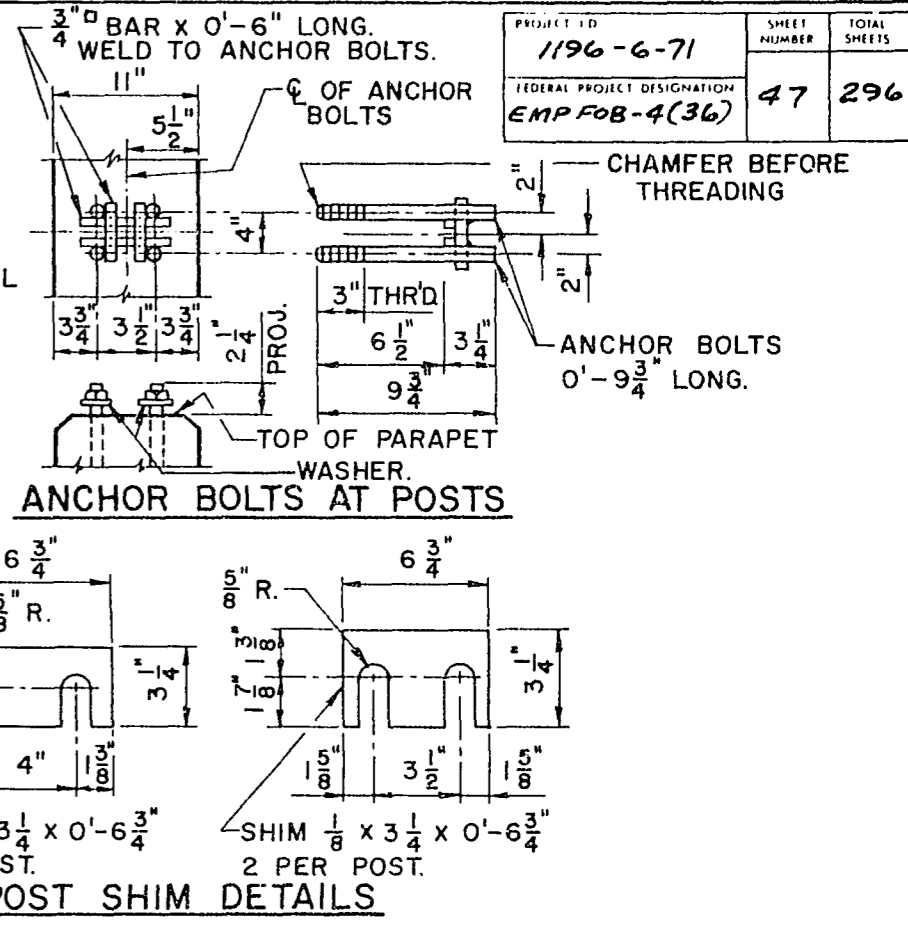 3/4"□ BAR X 0'-6" LONG.
WELD TO ANCHOR BOLTS.
PROJECT I D
1196-6-71
SHEET NUMBER
TOTAL SHEETS
FEDERAL PROJECT DESIGNATION
EMP FOB-4(36)
47
296
11"
5 1/2"
℄ OF ANCHOR
BOLTS
CHAMFER BEFORE
THREADING
2"
4"
2"
L
3" THR'D.
3 3/4"
3 1/2"
3 3/4"
2 1/4" PROJ.
6 1/2"
3 1/4"
9 3/4"
ANCHOR BOLTS
0'-9 3/4" LONG.
TOP OF PARAPET
WASHER.
ANCHOR BOLTS AT POSTS
6 3/4"
5/8" R.
3 1/4"
4"
1 3/8"
3 1/4 X 0'-6 3/4"
ST.
6 3/4"
5/8" R.
1 3/8"
1 7/8"
3 1/4"
1 5/8"
3 1/2"
1 5/8"
SHIM 1/8 X 3 1/4 X 0'-6 3/4"
2 PER POST.
POST SHIM DETAILS